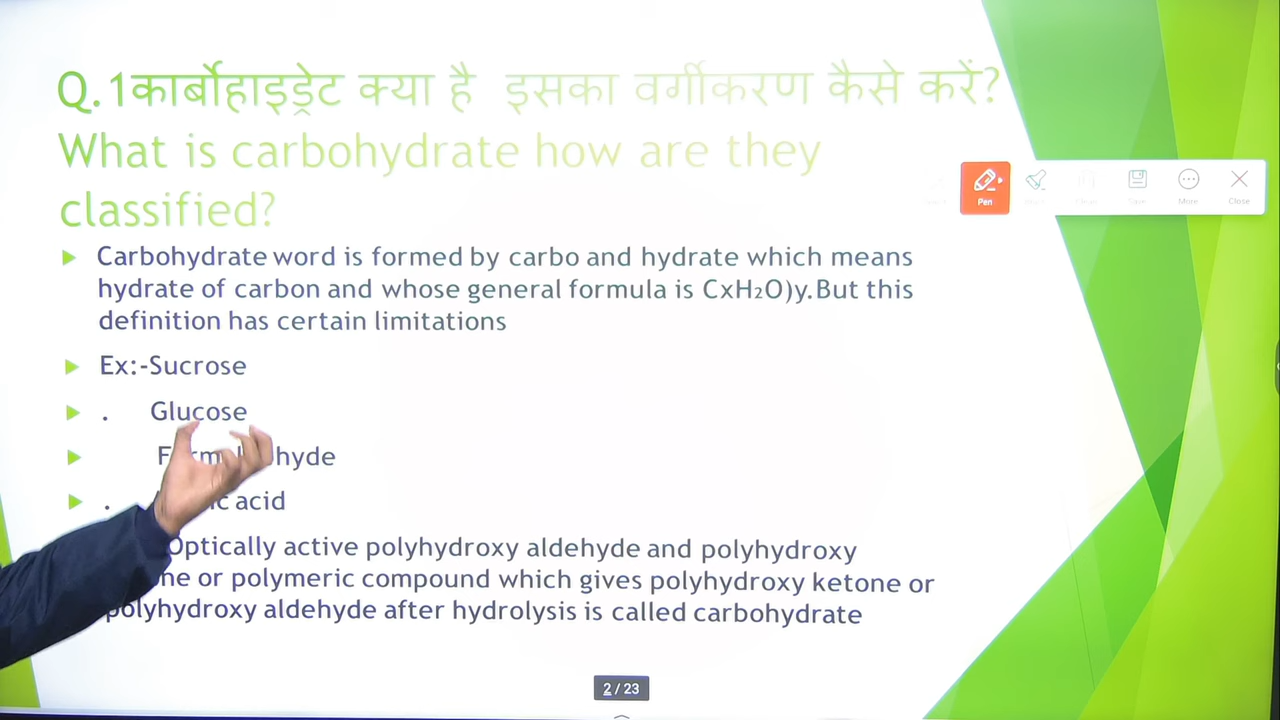 Q.1कार्बोहाइड्रेट क्या है इसका वर्गीकरण कैसे करें?
What is carbohydrate how are they
classified?
Carbohydrate word is formed by carbo and hydrate which means
hydrate of carbon and whose general formula is CxH₂O)y.But this
definition has certain limitations
Ex:-Sucrose
. Glucose
. acid
Optically active polyhydroxy aldehyde and polyhydroxy
or polymeric compound which gives polyhydroxy ketone or
polyhydroxy aldehyde after hydrolysis is called carbohydrate
Pen
Save
More
Close
2 / 23